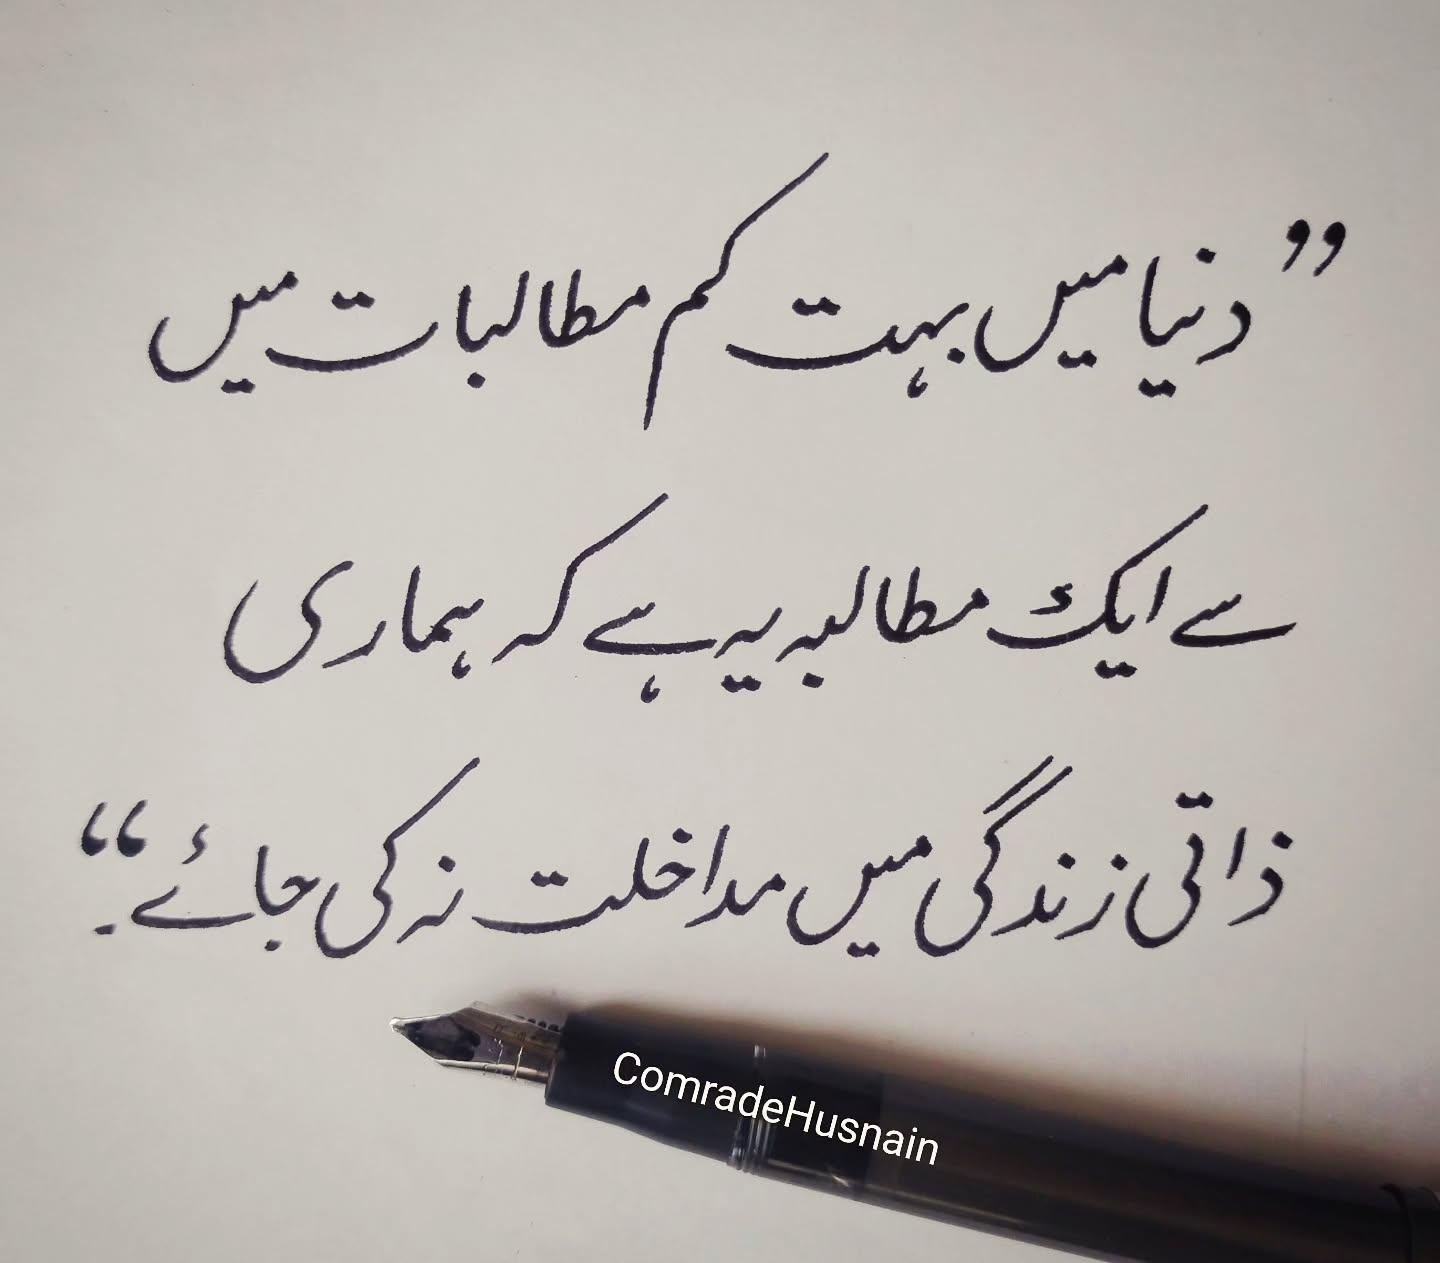 ”دنیا میں بہت کم مطالبات میں
سے ایک مطالبہ یہ ہے کہ ہماری
ذاتی زندگی میں مداخلت نہ کی جائے۔“
ComradeHusnain